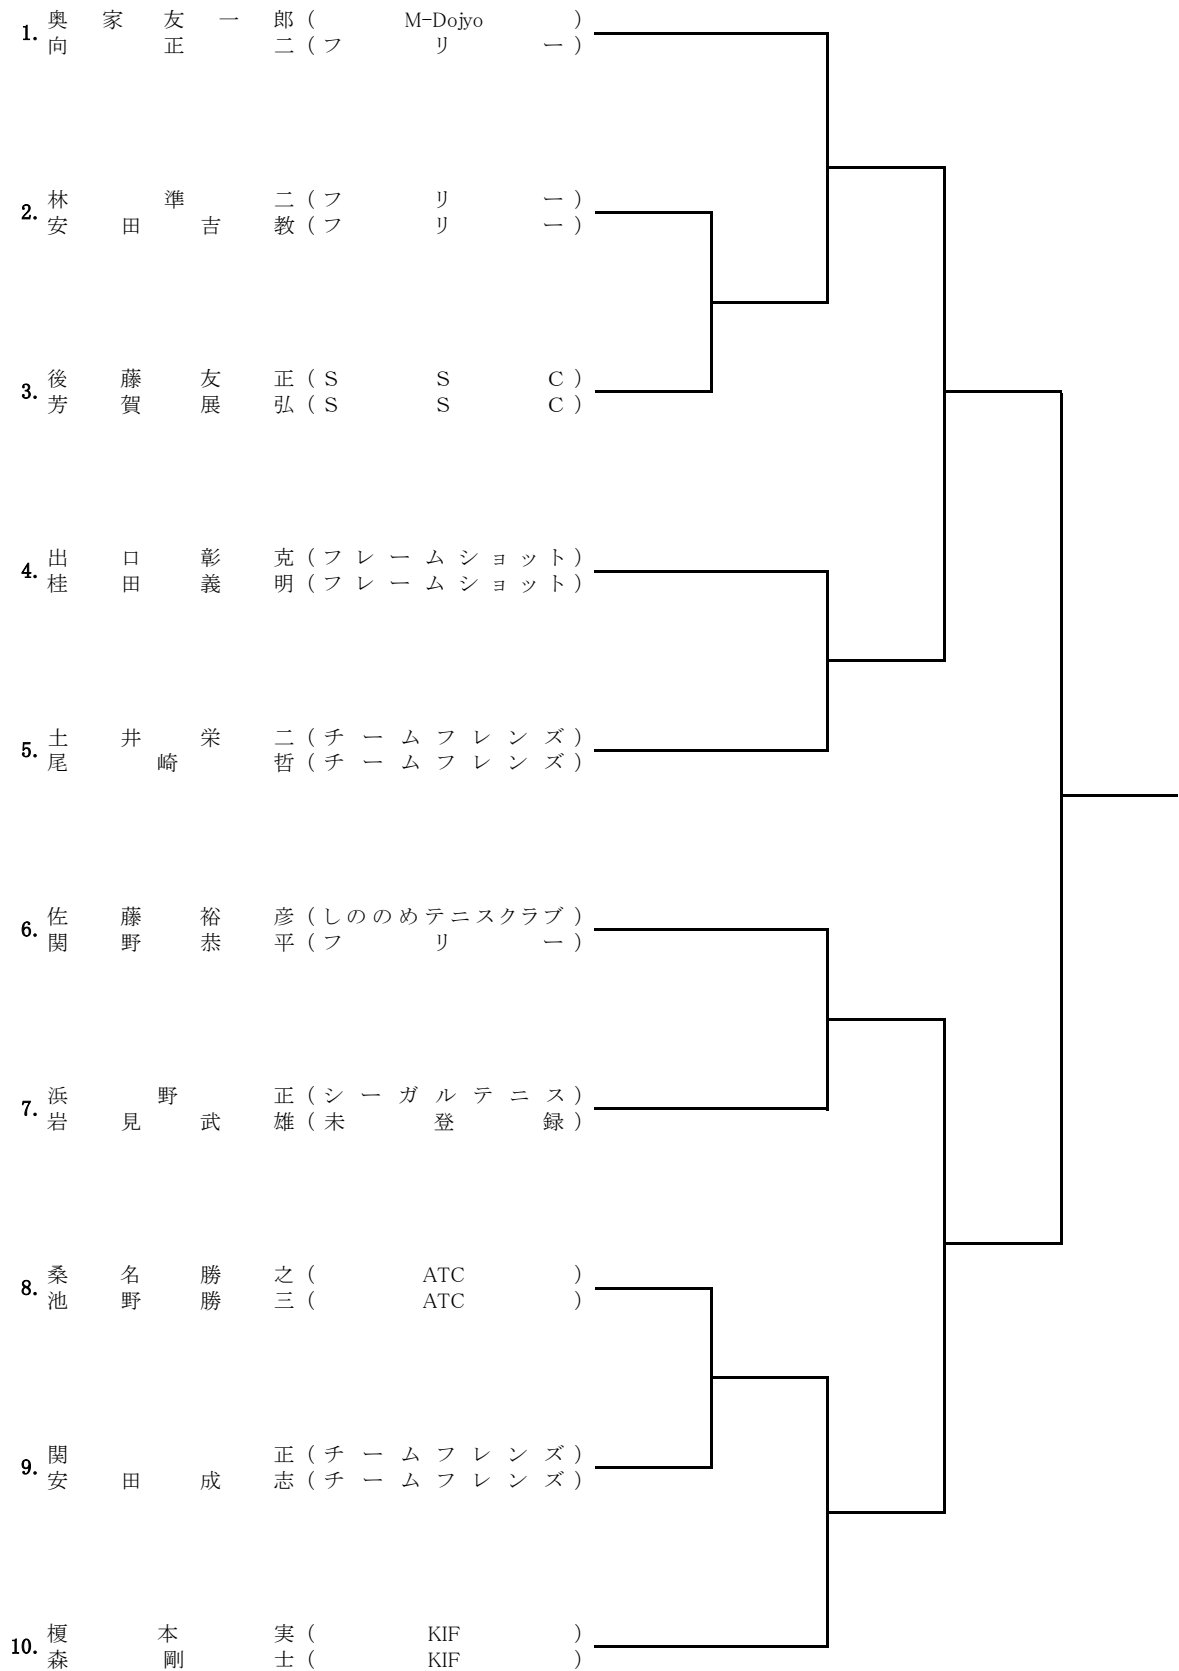 1. 奥家友一郎 ( M-Dojyo )
向正二 ( フリー )
2. 林準二 ( フリー )
安田吉教 ( フリー )
3. 後藤友正 ( SSC )
芳賀展弘 ( SSC )
4. 出口彰克 ( フレームショット )
桂田義明 ( フレームショット )
5. 土井栄二 ( チームフレンズ )
尾崎哲 ( チームフレンズ )
6. 佐藤裕彦 ( しののめテニスクラブ )
関野恭平 ( フリー )
7. 浜野正 ( シーガルテニス )
岩見武雄 ( 未登録 )
8. 桑名勝之 ( ATC )
池野勝三 ( ATC )
9. 関正 ( チームフレンズ )
安田成志 ( チームフレンズ )
10. 榎本実 ( KIF )
森剛士 ( KIF )